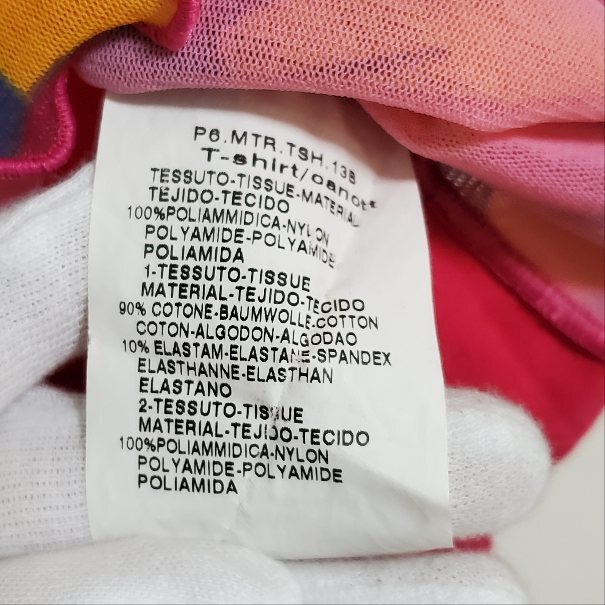 P6.MTR.TSH.13B
T-shirt/canot
TESSUTO-TISSUE-MATERIAL
TEJIDO-TECIDO
100%POLIAMMIDICA-NYLON
POLYAMIDE-POLYAMIDE
POLIAMIDA
1-TESSUTO-TISSUE
MATERIAL-TEJIDO-TECIDO
90% COTONE-BAUMWOLLE-COTTON
COTON-ALGODON-ALGODAO
10% ELASTAM-ELASTANE-SPANDEX
ELASTHANNE-ELASTHAN
ELASTANO
2-TESSUTO-TISSUE
MATERIAL-TEJIDO-TECIDO
100%POLIAMMIDICA-NYLON
POLYAMIDE-POLYAMIDE
POLIAMIDA